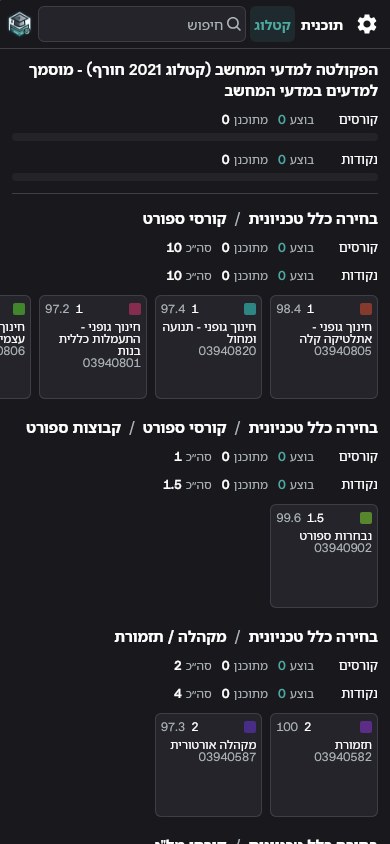 תוכנית קטלוג חיפוש
הפקולטה למדעי המחשב (קטלוג 2021 חורף) - מוסמך
למדעים במדעי המחשב
קורסים בוצע 0 מתוכנן 0
נקודות בוצע 0 מתוכנן 0
בחירה כלל טכניונית / קורסי ספורט
קורסים בוצע 0 מתוכנן 0 סה״כ 10
נקודות בוצע 0 מתוכנן 0 סה״כ 10
98.4 1
חינוך גופני -
אתלטיקה קלה
03940805
97.4 1
חינוך גופני - תנועה
ומחול
03940820
97.2 1
חינוך גופני -
התעמלות כללית
בנות
03940801
בחירה כלל טכניונית / קורסי ספורט / קבוצות ספורט
קורסים בוצע 0 מתוכנן 0 סה״כ 1
נקודות בוצע 0 מתוכנן 0 סה״כ 1.5
99.6 1.5
נבחרות ספורט
03940902
בחירה כלל טכניונית / מקהלה / תזמורת
קורסים בוצע 0 מתוכנן 0 סה״כ 2
נקודות בוצע 0 מתוכנן 0 סה״כ 4
100 2
תזמורת
03940582
97.3 2
מקהלה אורטורית
03940587